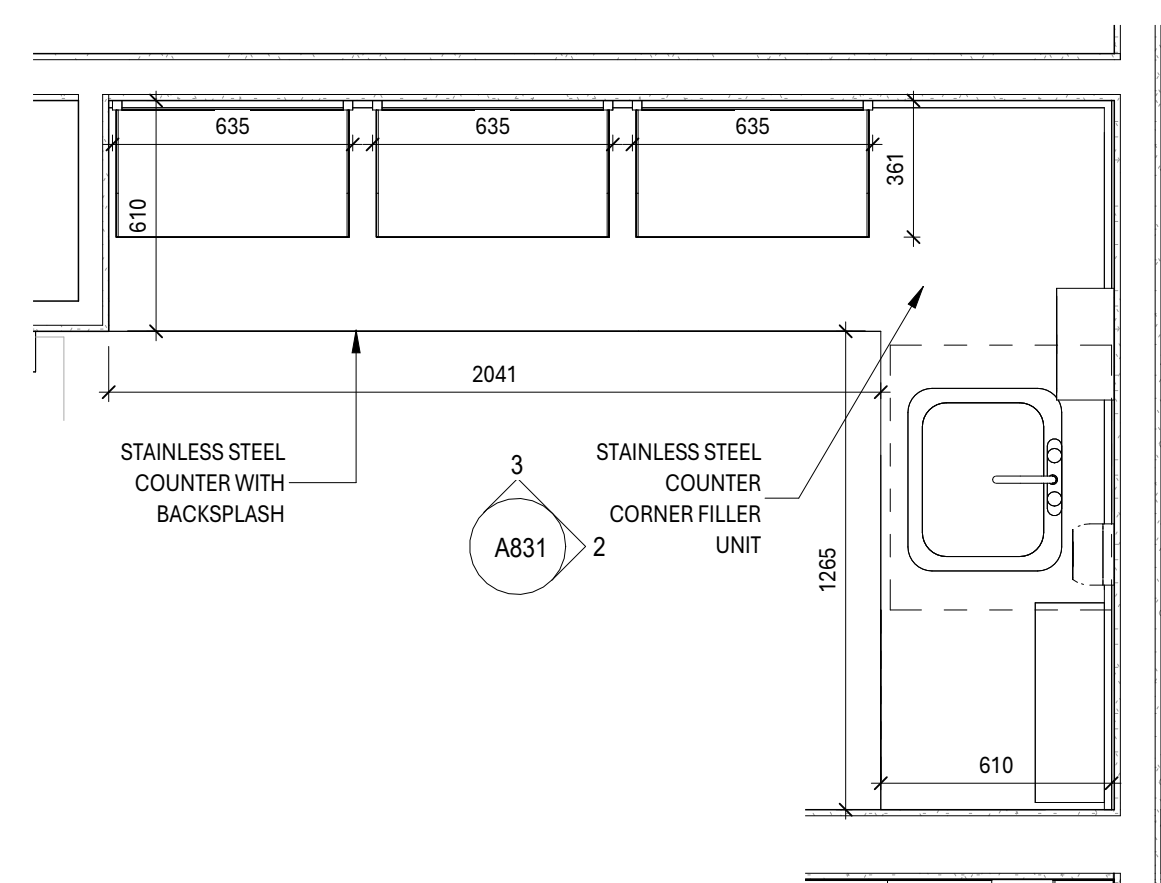 635
635
635
361
610
2041
STAINLESS STEEL
COUNTER WITH
BACKSPLASH
STAINLESS STEEL
COUNTER
CORNER FILLER
UNIT
3
A831
2
1265
610